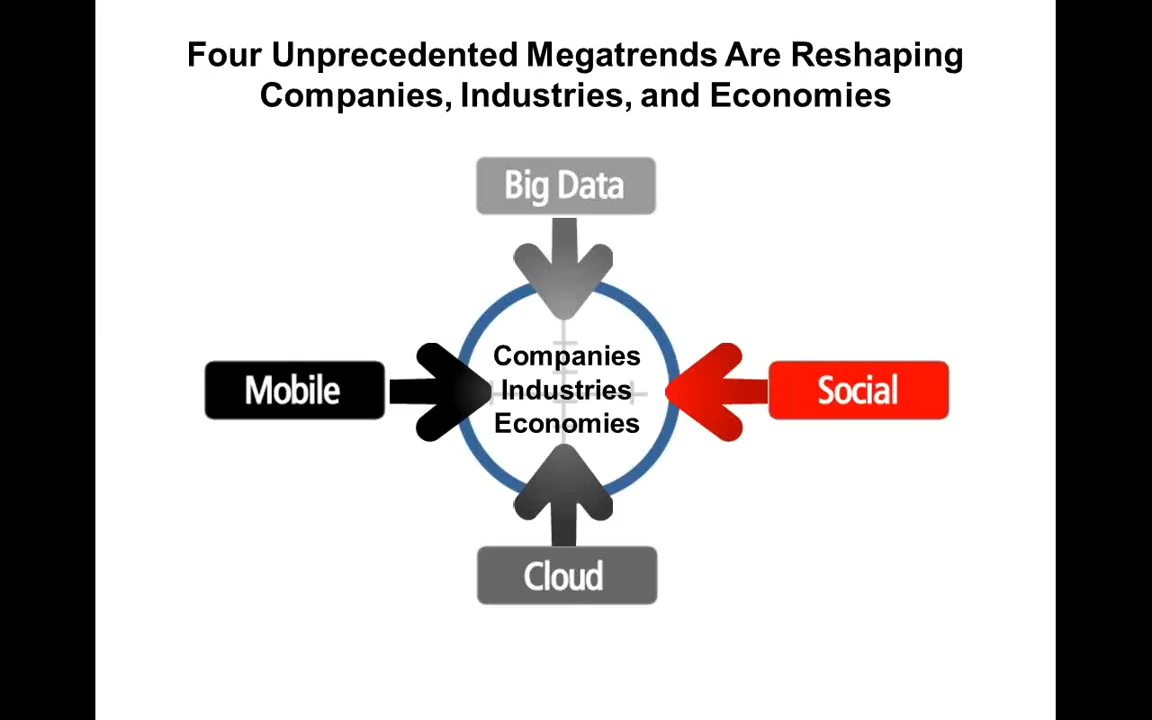 Four Unprecedented Megatrends Are Reshaping
Companies, Industries, and Economies
Big Data
Mobile
Companies
Industries
Economies
Social
Cloud